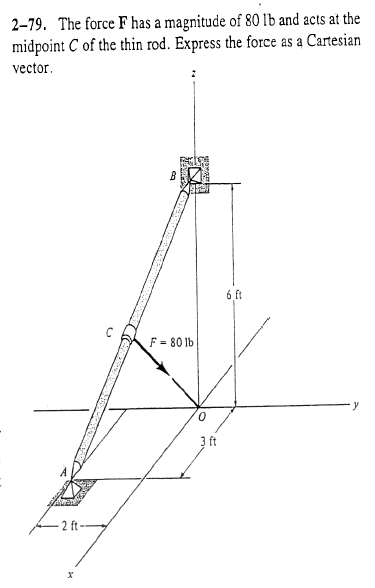 2–79. The force F has a magnitude of 80 lb and acts at the
midpoint C of the thin rod. Express the force as a Cartesian
vector.
z
B
6 ft
C
F = 80 lb
y
O
3 ft
A
2 ft
x